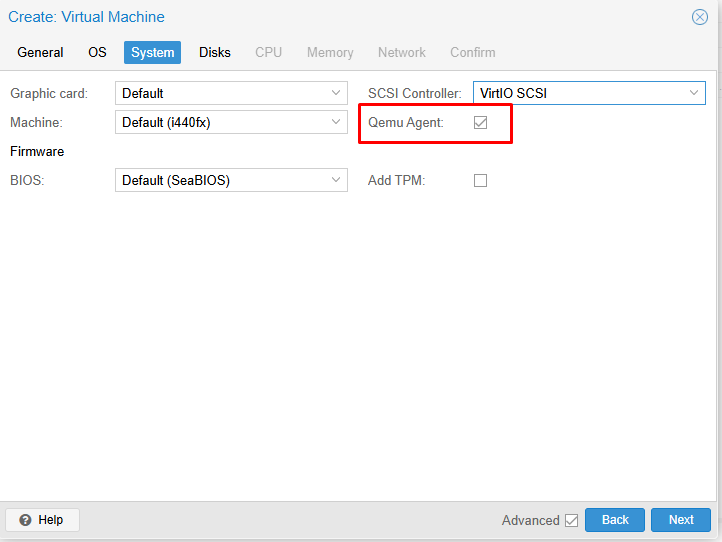 Create: Virtual Machine
General OS System Disks CPU Memory Network Confirm
Graphic card: Default SCSI Controller: VirtIO SCSI
Machine: Default (i440fx) Qemu Agent:
Firmware
BIOS: Default (SeaBIOS) Add TPM:
Help Advanced Back Next